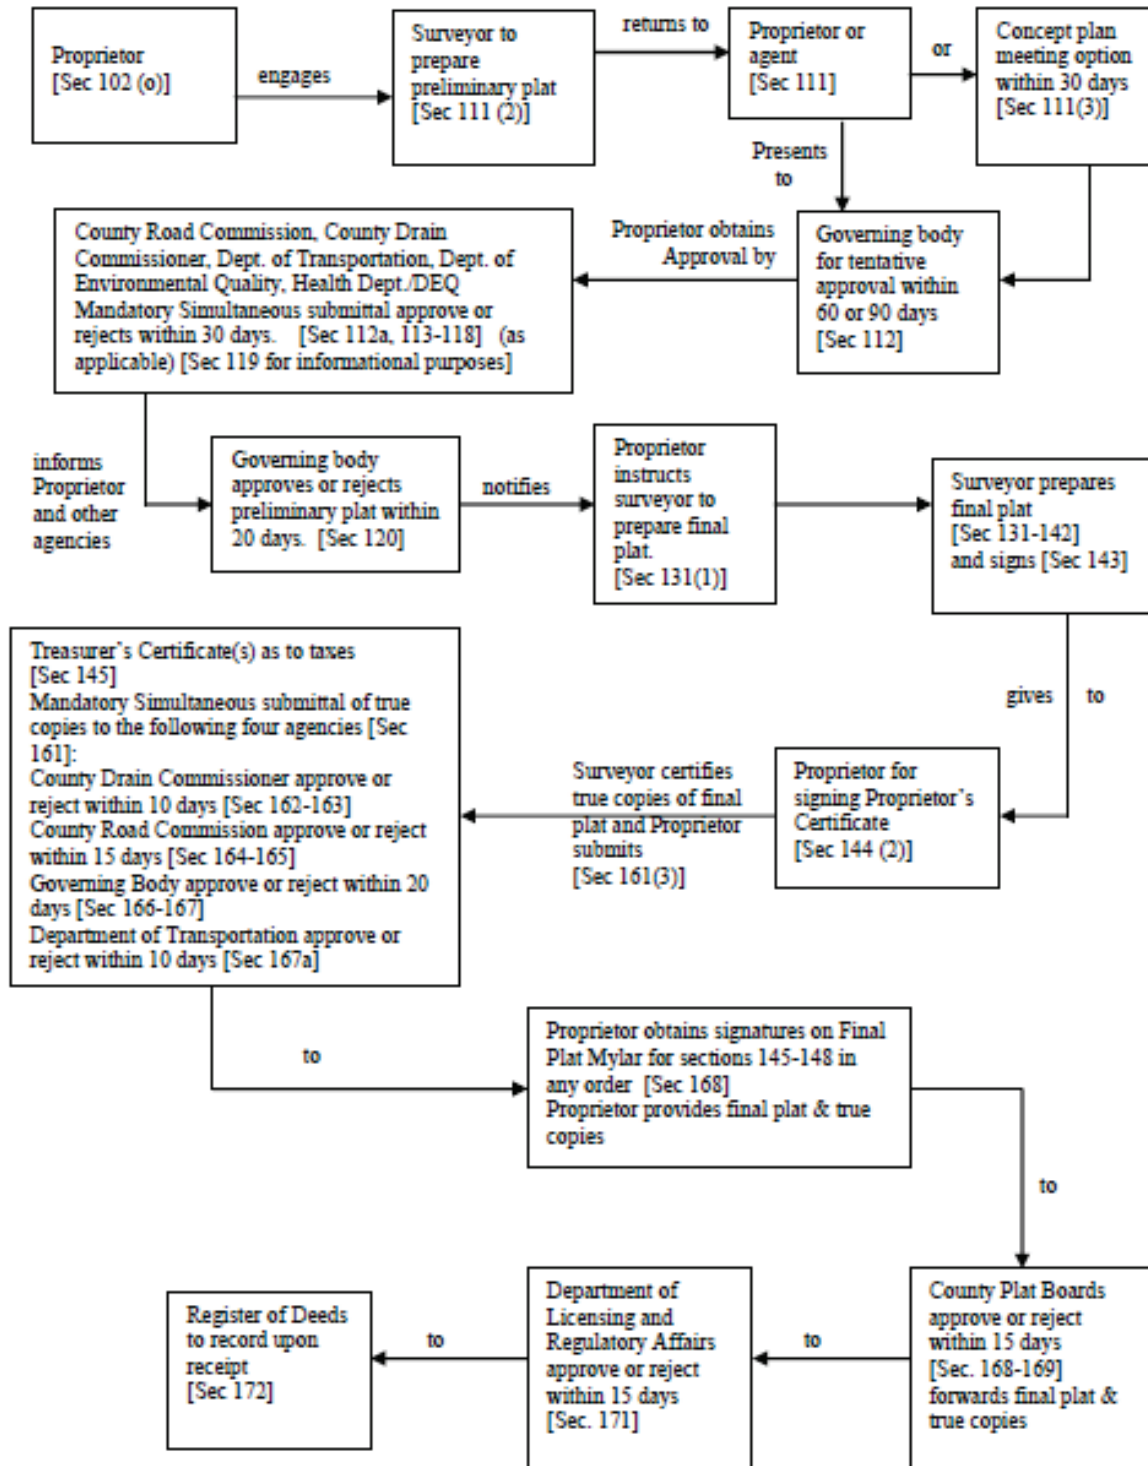 Proprietor
[Sec 102 (o)]
engages
Surveyor to
prepare
preliminary plat
[Sec 111 (2)]
returns to
Proprietor or
agent
[Sec 111]
or
Concept plan
meeting option
within 30 days
[Sec 111(3)]
Presents
to
Governing body
for tentative
approval within
60 or 90 days
[Sec 112]
Proprietor obtains
Approval by
County Road Commission, County Drain
Commissioner, Dept. of Transportation, Dept. of
Environmental Quality, Health Dept./DEQ
Mandatory Simultaneous submittal approve or
rejects within 30 days. [Sec 112a, 113-118] (as
applicable) [Sec 119 for informational purposes]
informs
Proprietor
and other
agencies
Governing body
approves or rejects
preliminary plat within
20 days. [Sec 120]
notifies
Proprietor
instructs
surveyor to
prepare final
plat.
[Sec 131(1)]
Surveyor prepares
final plat
[Sec 131-142]
and signs [Sec 143]
gives to
Proprietor for
signing Proprietor's
Certificate
[Sec 144 (2)]
Surveyor certifies
true copies of final
plat and Proprietor
submits
[Sec 161(3)]
Treasurer's Certificate(s) as to taxes
[Sec 145]
Mandatory Simultaneous submittal of true
copies to the following four agencies [Sec
161]:
County Drain Commissioner approve or
reject within 10 days [Sec 162-163]
County Road Commission approve or reject
within 15 days [Sec 164-165]
Governing Body approve or reject within 20
days [Sec 166-167]
Department of Transportation approve or
reject within 10 days [Sec 167a]
to
Proprietor obtains signatures on Final
Plat Mylar for sections 145-148 in
any order [Sec 168]
Proprietor provides final plat & true
copies
to
County Plat Boards
approve or reject
within 15 days
[Sec. 168-169]
forwards final plat &
true copies
to
Department of
Licensing and
Regulatory Affairs
approve or reject
within 15 days
[Sec. 171]
to
Register of Deeds
to record upon
receipt
[Sec 172]